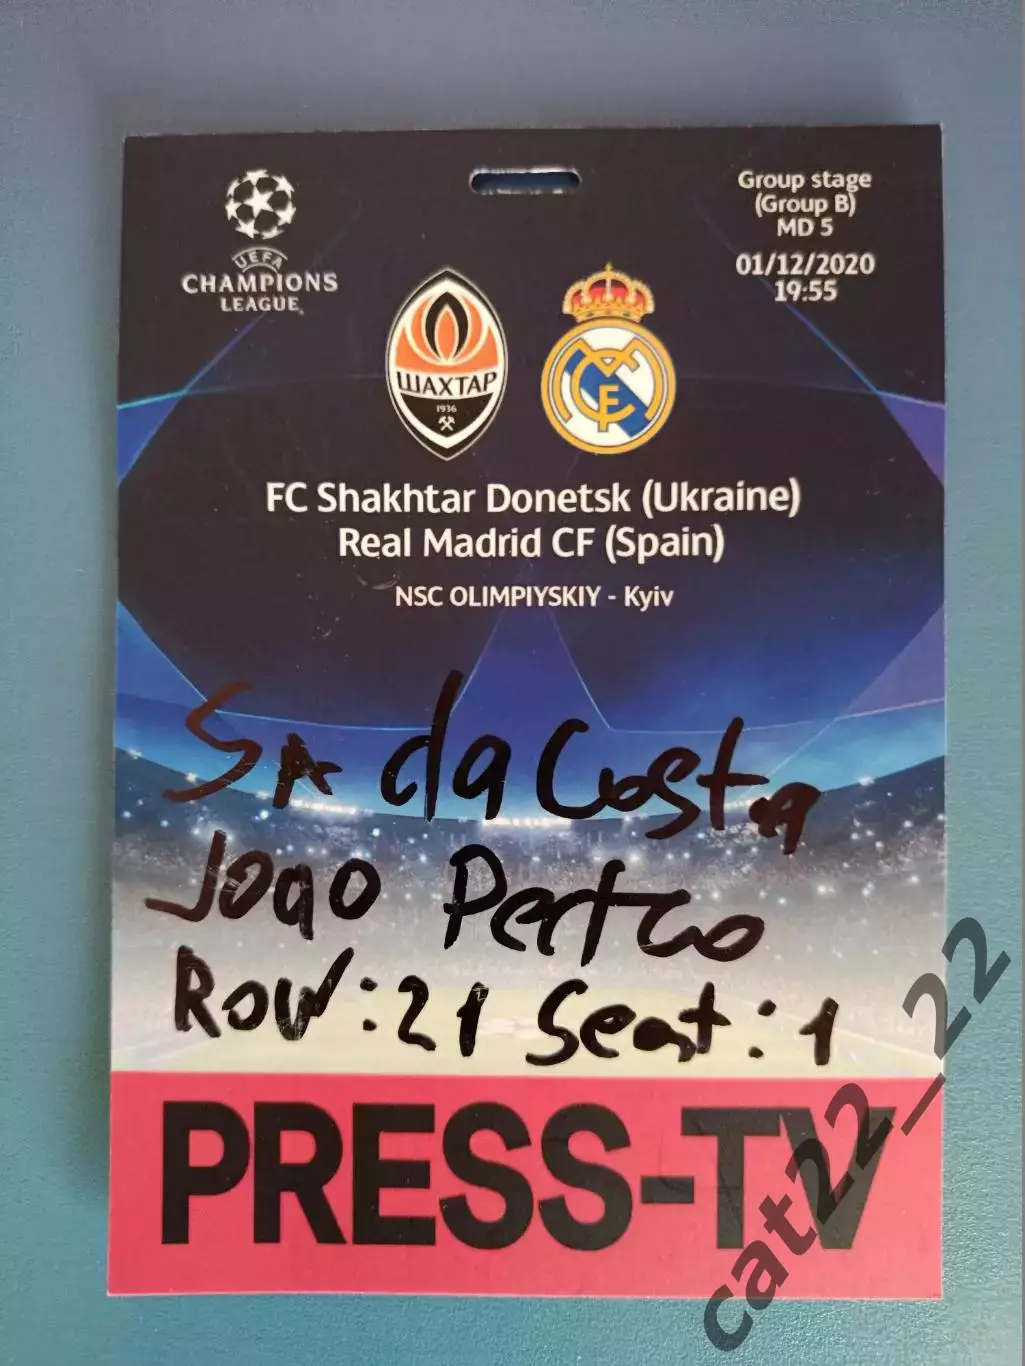 UEFA
CHAMPIONS
LEAGUE
Group stage
(Group B)
MD 5
01/12/2020
19:55
ШАХТАР
1936
FC Shakhtar Donetsk (Ukraine)
Real Madrid CF (Spain)
NSC OLIMPIYSKIY - Kyiv
SA da Costa
Joao
Row: 21 Seat: 1
PRESS-TV
cat22_22